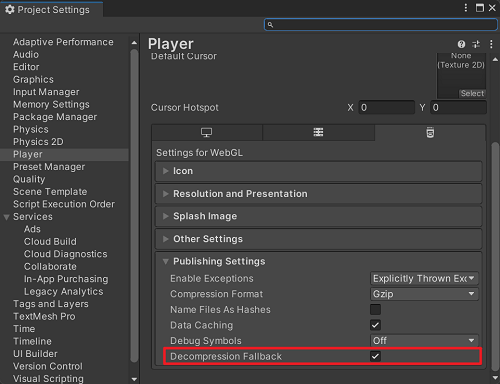 Project Settings
Adaptive Performance
Audio
Editor
Graphics
Input Manager
Memory Settings
Package Manager
Physics
Physics 2D
Player
Preset Manager
Quality
Scene Template
Script Execution Order
Services
Ads
Cloud Build
Cloud Diagnostics
Collaborate
In-App Purchasing
Legacy Analytics
Tags and Layers
TextMesh Pro
Time
Timeline
UI Builder
Version Control
Visual Scripting
Player
Default Cursor
None
(Texture 2D)
Select
Cursor Hotspot X 0 Y 0
Settings for WebGL
Icon
Resolution and Presentation
Splash Image
Other Settings
Publishing Settings
Enable Exceptions Explicitly Thrown Exc
Compression Format Gzip
Name Files As Hashes
Data Caching
Debug Symbols Off
Decompression Fallback